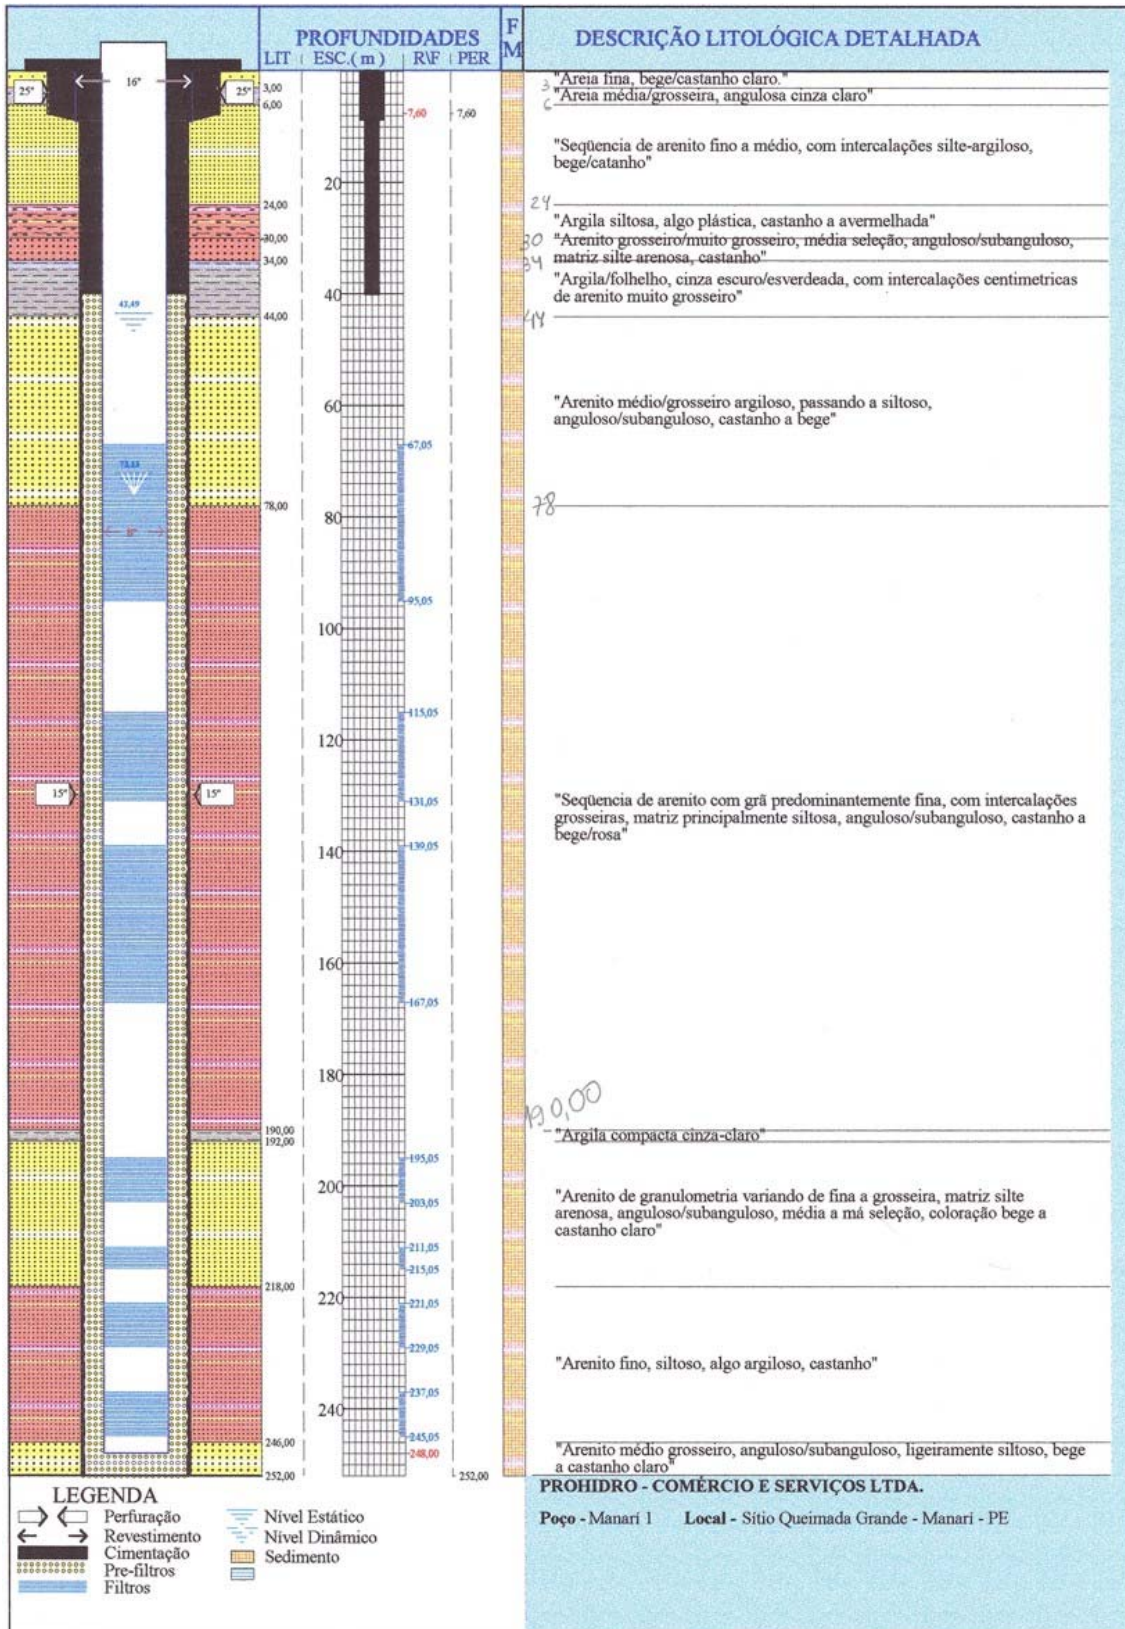 PROFUNDIDADES
F M
DESCRIÇÃO LITOLÓGICA DETALHADA
LIT ESC.( m ) R\F PER
16"
25" 25"
3,00
6,00
7,60 7,60
3
6
"Areia fina, bege/castanho claro."
"Areia média/grosseira, angulosa cinza claro"
"Seqüencia de arenito fino a médio, com intercalações silte-argiloso,
bege/catanho"
20
24,00
24
"Argila siltosa, algo plástica, castanho a avermelhada"
30,00
30
"Arenito grosseiro/muito grosseiro, média seleção, anguloso/subanguloso,
matriz silte arenosa, castanho"
34,00
34
"Argila/folhelho, cinza escuro/esverdeada, com intercalações centimetricas
de arenito muito grosseiro"
40
43,49
44,00
44
60
"Arenito médio/grosseiro argiloso, passando a siltoso,
anguloso/subanguloso, castanho a bege"
67,05
78,00
78
80
8"
95,05
100
115,05
120
15" 15"
131,05
"Seqüencia de arenito com grã predominantemente fina, com intercalações
grosseiras, matriz principalmente siltosa, anguloso/subanguloso, castanho a
bege/rosa"
139,05
140
160
167,05
180
190,00
190,00
192,00
"Argila compacta cinza-claro"
195,05
200
203,05
"Arenito de granulometria variando de fina a grosseira, matriz silte
arenosa, anguloso/subanguloso, média a má seleção, coloração bege a
castanho claro"
211,05
215,05
218,00
220
221,05
229,05
"Arenito fino, siltoso, algo argiloso, castanho"
237,05
240
245,05
246,00
248,00
"Arenito médio grosseiro, anguloso/subanguloso, ligeiramente siltoso, bege
a castanho claro"
252,00 252,00
PROHIDRO - COMÉRCIO E SERVIÇOS LTDA.
Poço - Manarí 1 Local - Sítio Queimada Grande - Manarí - PE
LEGENDA
Perfuração
Revestimento
Cimentação
Pre-filtros
Filtros
Nível Estático
Nível Dinâmico
Sedimento